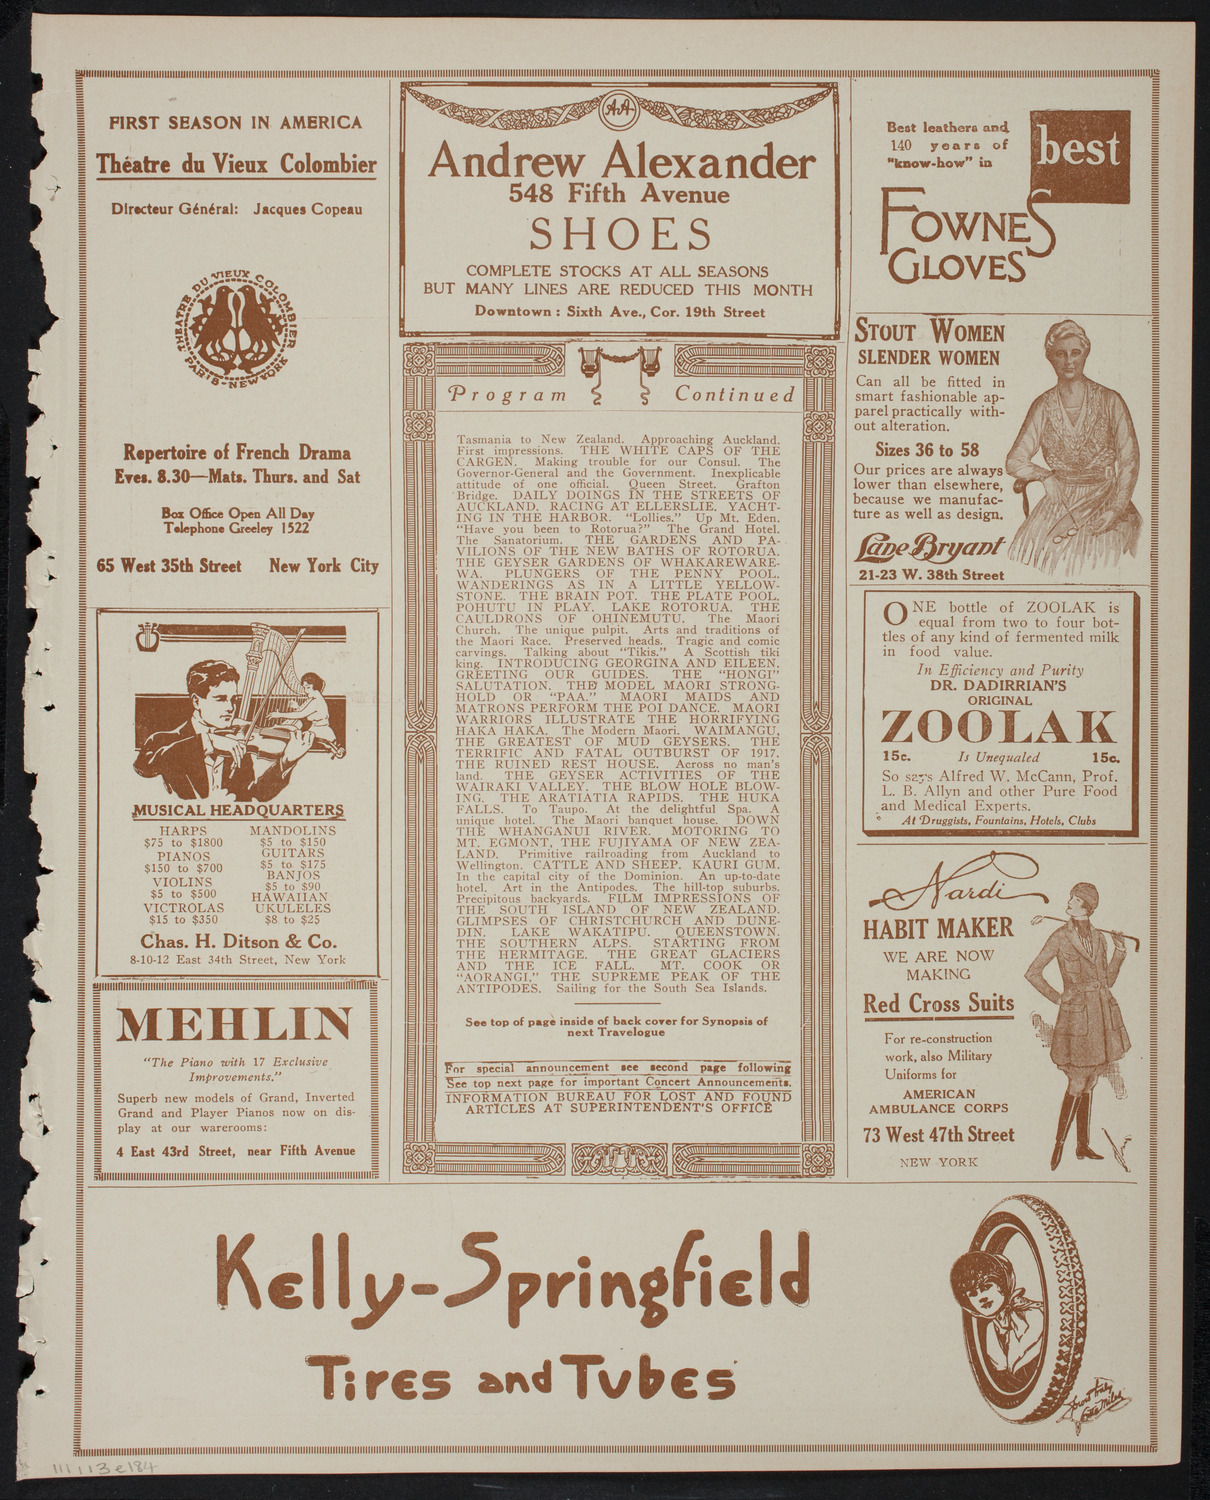 FIRST SEASON IN AMERICA
Théatre du Vieux Colombier
Directeur Général: Jacques Copeau
THEATRE DU VIEUX COLOMBIER
PARIS-NEW YORK
Repertoire of French Drama
Eves. 8.30—Mats. Thurs. and Sat
Box Office Open All Day
Telephone Greeley 1522
65 West 35th Street New York City
MUSICAL HEADQUARTERS
HARPS
$75 to $1800
PIANOS
$150 to $700
VIOLINS
$5 to $500
VICTROLAS
$15 to $350
MANDOLINS
$5 to $150
GUITARS
$5 to $175
BANJOS
$5 to $90
HAWAIIAN
UKULELES
$8 to $25
Chas. H. Ditson & Co.
8-10-12 East 34th Street, New York
MEHLIN
"The Piano with 17 Exclusive
Improvements."
Superb new models of Grand, Inverted
Grand and Player Pianos now on dis-
play at our warerooms:
4 East 43rd Street, near Fifth Avenue
AA
Andrew Alexander
548 Fifth Avenue
SHOES
COMPLETE STOCKS AT ALL SEASONS
BUT MANY LINES ARE REDUCED THIS MONTH
Downtown: Sixth Ave., Cor. 19th Street
Program Continued
Tasmania to New Zealand. Approaching Auckland.
First impressions. THE WHITE CAPS OF THE
CARGEN. Making trouble for our Consul. The
Governor-General and the Government. Inexplicable
attitude of one official. Queen Street. Grafton
Bridge. DAILY DOINGS IN THE STREETS OF
AUCKLAND. RACING AT ELLERSLIE. YACHT-
ING IN THE HARBOR. "Lollies." Up Mt. Eden.
"Have you been to Rotorua?" The Grand Hotel.
The Sanatorium. THE GARDENS AND PA-
VILIONS OF THE NEW BATHS OF ROTORUA.
THE GEYSER GARDENS OF WHAKAREWARE-
WA. PLUNGERS OF THE PENNY POOL.
WANDERINGS AS IN A LITTLE YELLOW-
STONE. THE BRAIN POT. THE PLATE POOL.
POHUTU IN PLAY. LAKE ROTORUA. THE
CAULDRONS OF OHINEMUTU. The Maori
Church. The unique pulpit. Arts and traditions of
the Maori Race. Preserved heads. Tragic and comic
carvings. Talking about "Tikis." A Scottish tiki
king. INTRODUCING GEORGINA AND EILEEN,
GREETING OUR GUIDES. THE "HONGI"
SALUTATION. THE MODEL MAORI STRONG-
HOLD OR "PAA." MAORI MAIDS AND
MATRONS PERFORM THE POI DANCE. MAORI
WARRIORS ILLUSTRATE THE HORRIFYING
HAKA HAKA. The Modern Maori. WAIMANGU,
THE GREATEST OF MUD GEYSERS. THE
TERRIFIC AND FATAL OUTBURST OF 1917.
THE RUINED REST HOUSE. Across no man's
land. THE GEYSER ACTIVITIES OF THE
WAIRAKI VALLEY. THE BLOW HOLE BLOW-
ING. THE ARATIATIA RAPIDS. THE HUKA
FALLS. To Taupo. At the delightful Spa. A
unique hotel. The Maori banquet house. DOWN
THE WHANGANUI RIVER. MOTORING TO
MT. EGMONT, THE FUJIYAMA OF NEW ZEA-
LAND. Primitive railroading from Auckland to
Wellington. CATTLE AND SHEEP. KAURI GUM.
In the capital city of the Dominion. An up-to-date
hotel. Art in the Antipodes. The hill-top suburbs.
Precipitous backyards. FILM IMPRESSIONS OF
THE SOUTH ISLAND OF NEW ZEALAND.
GLIMPSES OF CHRISTCHURCH AND DUNE-
DIN. LAKE WAKATIPU. QUEENSTOWN.
THE SOUTHERN ALPS. STARTING FROM
THE HERMITAGE. THE GREAT GLACIERS
AND THE ICE FALL. MT. COOK OR
"AORANGI," THE SUPREME PEAK OF THE
ANTIPODES. Sailing for the South Sea Islands.
See top of page inside of back cover for Synopsis of
next Travelogue
For special announcement see second page following
See top next page for important Concert Announcements.
INFORMATION BUREAU FOR LOST AND FOUND
ARTICLES AT SUPERINTENDENT'S OFFICE
Best leathers and
140 years of
"know-how" in
best
FOWNES
GLOVES
STOUT WOMEN
SLENDER WOMEN
Can all be fitted in
smart fashionable ap-
parel practically with-
out alteration.
Sizes 36 to 58
Our prices are always
lower than elsewhere,
because we manufac-
ture as well as design.
Lane Bryant
21-23 W. 38th Street
ONE bottle of ZOOLAK is
equal from two to four bot-
tles of any kind of fermented milk
in food value.
In Efficiency and Purity
DR. DADIRRIAN'S
ORIGINAL
ZOOLAK
15c. Is Unequaled 15c.
So says Alfred W. McCann, Prof.
L. B. Allyn and other Pure Food
and Medical Experts.
At Druggists, Fountains, Hotels, Clubs
Nardi
HABIT MAKER
WE ARE NOW
MAKING
Red Cross Suits
For re-construction
work, also Military
Uniforms for
AMERICAN
AMBULANCE CORPS
73 West 47th Street
NEW YORK
Kelly-Springfield
Tires and Tubes